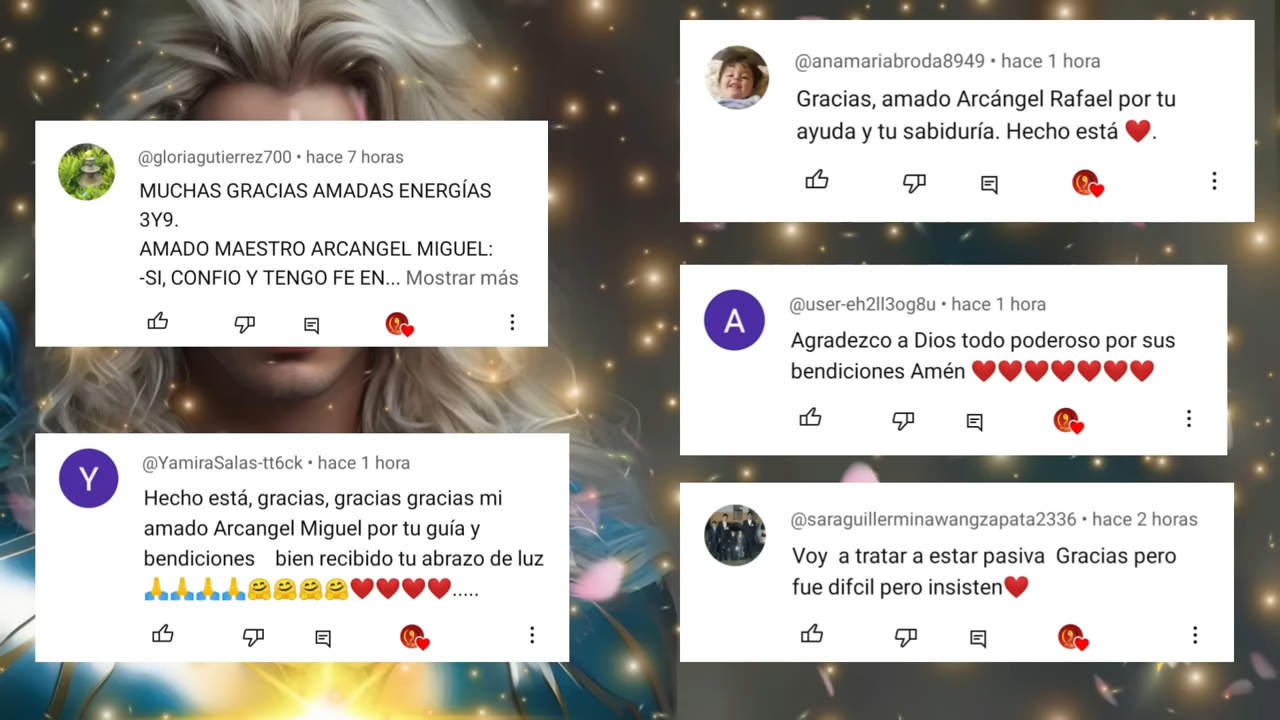 @gloriagutierrez700 • hace 7 horas
MUCHAS GRACIAS AMADAS ENERGÍAS
3Y9.
AMADO MAESTRO ARCANGEL MIGUEL:
-SI, CONFIO Y TENGO FE EN... Mostrar más
Y
@YamiraSalas-tt6ck • hace 1 hora
Hecho está, gracias, gracias gracias mi
amado Arcangel Miguel por tu guía y
bendiciones bien recibido tu abrazo de luz
🙏🙏🙏🙏🤗🤗🤗🤗❤️❤️❤️❤️.....
@anamariabroda8949 • hace 1 hora
Gracias, amado Arcángel Rafael por tu
ayuda y tu sabiduría. Hecho está ❤️.
A
@user-eh2ll3og8u • hace 1 hora
Agradezco a Dios todo poderoso por sus
bendiciones Amén ❤️❤️❤️❤️❤️❤️❤️
@saraguillerminawangzapata2336 • hace 2 horas
Voy a tratar a estar pasiva Gracias pero
fue difcil pero insisten❤️